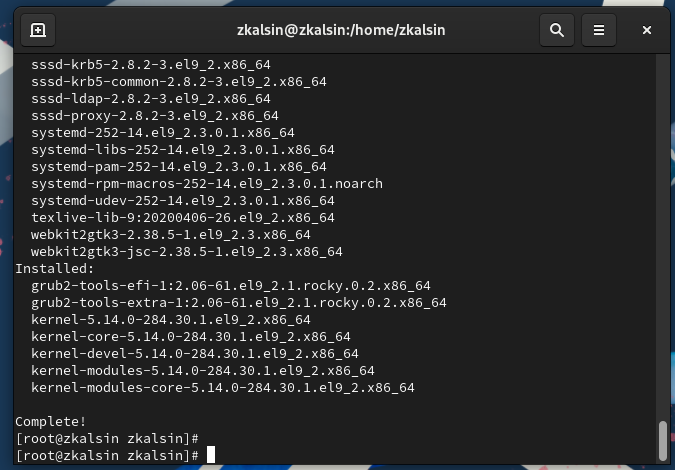 zkalsin@zkalsin:/home/zkalsin
sssd-krb5-2.8.2-3.el9_2.x86_64
sssd-krb5-common-2.8.2-3.el9_2.x86_64
sssd-ldap-2.8.2-3.el9_2.x86_64
sssd-proxy-2.8.2-3.el9_2.x86_64
systemd-252-14.el9_2.3.0.1.x86_64
systemd-libs-252-14.el9_2.3.0.1.x86_64
systemd-pam-252-14.el9_2.3.0.1.x86_64
systemd-rpm-macros-252-14.el9_2.3.0.1.noarch
systemd-udev-252-14.el9_2.3.0.1.x86_64
texlive-lib-9:20200406-26.el9_2.x86_64
webkit2gtk3-2.38.5-1.el9_2.3.x86_64
webkit2gtk3-jsc-2.38.5-1.el9_2.3.x86_64
Installed:
grub2-tools-efi-1:2.06-61.el9_2.1.rocky.0.2.x86_64
grub2-tools-extra-1:2.06-61.el9_2.1.rocky.0.2.x86_64
kernel-5.14.0-284.30.1.el9_2.x86_64
kernel-core-5.14.0-284.30.1.el9_2.x86_64
kernel-devel-5.14.0-284.30.1.el9_2.x86_64
kernel-modules-5.14.0-284.30.1.el9_2.x86_64
kernel-modules-core-5.14.0-284.30.1.el9_2.x86_64
Complete!
[root@zkalsin zkalsin]#
[root@zkalsin zkalsin]#